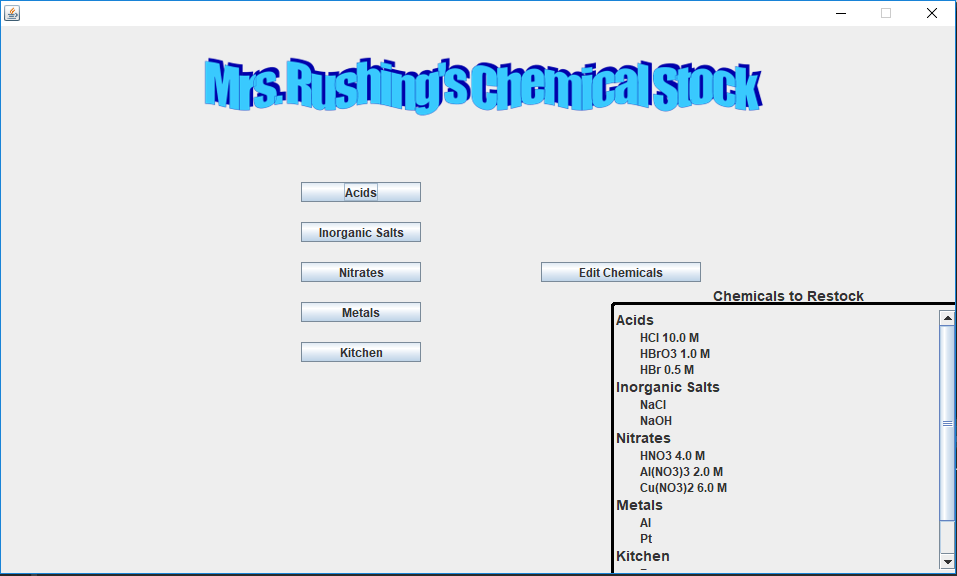 Mrs. Rushing's Chemical Stock
Acids
Inorganic Salts
Nitrates
Metals
Kitchen
Edit Chemicals
Chemicals to Restock
Acids
HCl 10.0 M
HBrO3 1.0 M
HBr 0.5 M
Inorganic Salts
NaCl
NaOH
Nitrates
HNO3 4.0 M
Al(NO3)3 2.0 M
Cu(NO3)2 6.0 M
Metals
Al
Pt
Kitchen